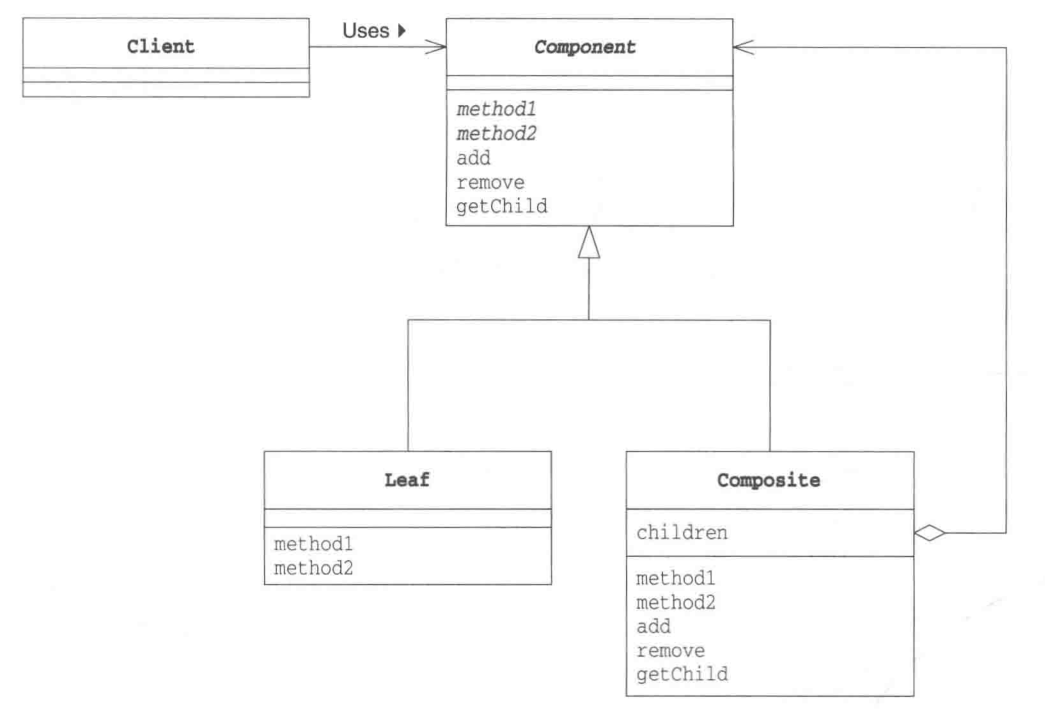 Client
Uses ▶
Component
method1
method2
add
remove
getChild
Leaf
method1
method2
Composite
children
method1
method2
add
remove
getChild